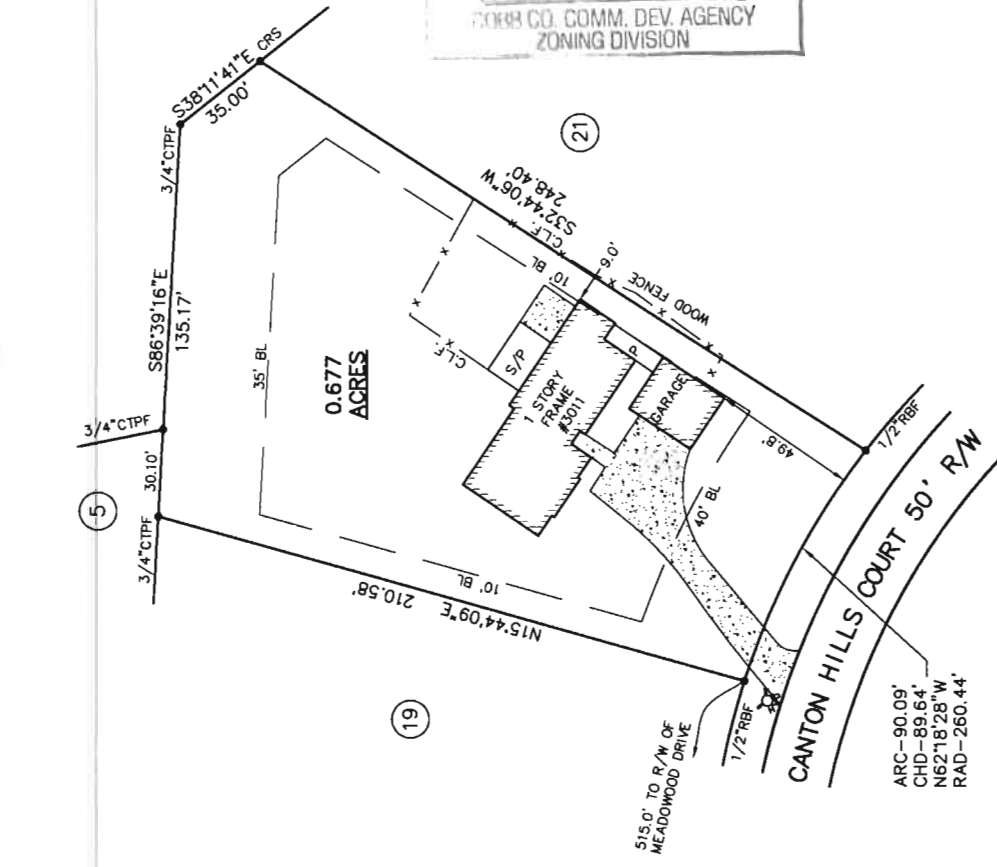 COBB CO. COMM. DEV. AGENCY
ZONING DIVISION
S38°11'41"E CRS
35.00'
3/4"CTPF
S86°39'16"E
135.17'
3/4"CTPF
30.10'
5
3/4"CTPF
21
S32°44'06"W
248.40'
C.L.F.
9.0'
10' BL
WOOD FENCE
35' BL
0.677
ACRES
C.L.F.
S/P
1 STORY
FRAME
#3011
P
GARAGE
49.8'
1/2"RBF
40' BL
10' BL
N15°44'09"E 210.58'
19
1/2"RBF
515.0' TO R/W OF
MEADOWOOD DRIVE
CANTON HILLS COURT 50' R/W
ARC-90.09'
CHD-89.64'
N62°18'28"W
RAD-260.44'